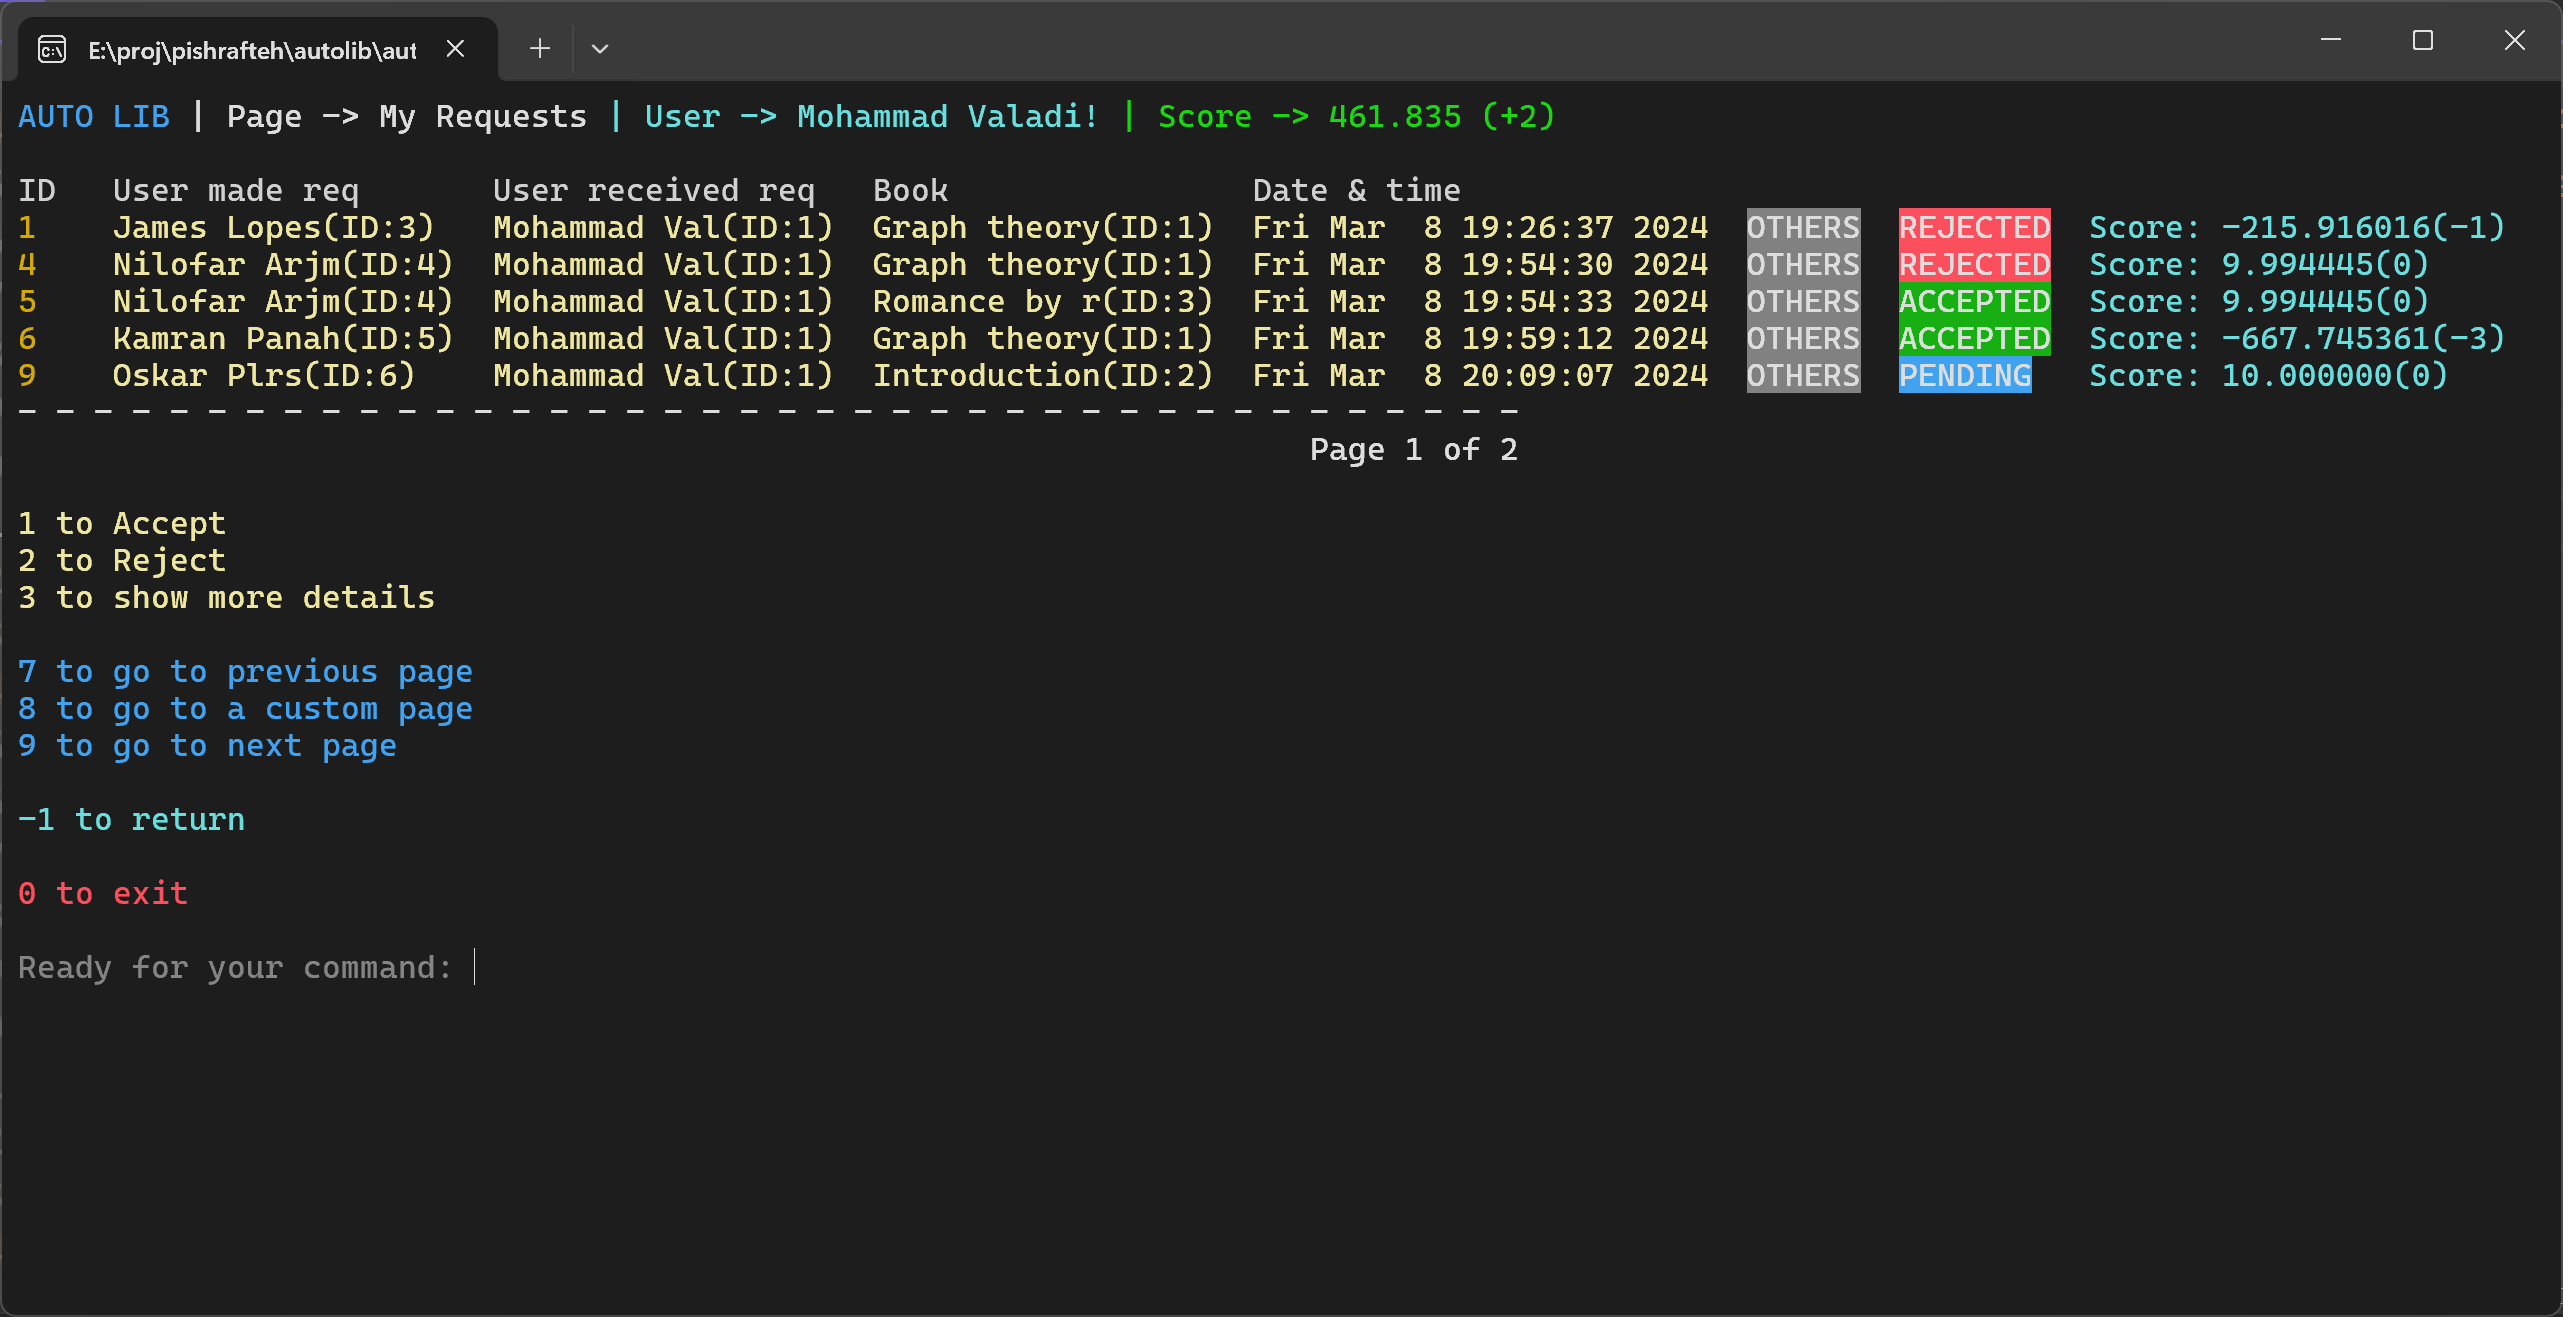 E:\proj\pishrafteh\autolib\aut
AUTO LIB | Page -> My Requests | User -> Mohammad Valadi! | Score -> 461.835 (+2)
ID   User made req       User received req   Book                Date & time
1    James Lopes(ID:3)   Mohammad Val(ID:1)  Graph theory(ID:1)  Fri Mar  8 19:26:37 2024  OTHERS  REJECTED  Score: -215.916016(-1)
4    Nilofar Arjm(ID:4)  Mohammad Val(ID:1)  Graph theory(ID:1)  Fri Mar  8 19:54:30 2024  OTHERS  REJECTED  Score: 9.994445(0)
5    Nilofar Arjm(ID:4)  Mohammad Val(ID:1)  Romance by r(ID:3)  Fri Mar  8 19:54:33 2024  OTHERS  ACCEPTED  Score: 9.994445(0)
6    Kamran Panah(ID:5)  Mohammad Val(ID:1)  Graph theory(ID:1)  Fri Mar  8 19:59:12 2024  OTHERS  ACCEPTED  Score: -667.745361(-3)
9    Oskar Plrs(ID:6)    Mohammad Val(ID:1)  Introduction(ID:2)  Fri Mar  8 20:09:07 2024  OTHERS  PENDING   Score: 10.000000(0)
- - - - - - - - - - - - - - - - - - - - - - - - - - - - - - - - - - - - - - - -
Page 1 of 2
1 to Accept
2 to Reject
3 to show more details
7 to go to previous page
8 to go to a custom page
9 to go to next page
-1 to return
0 to exit
Ready for your command: